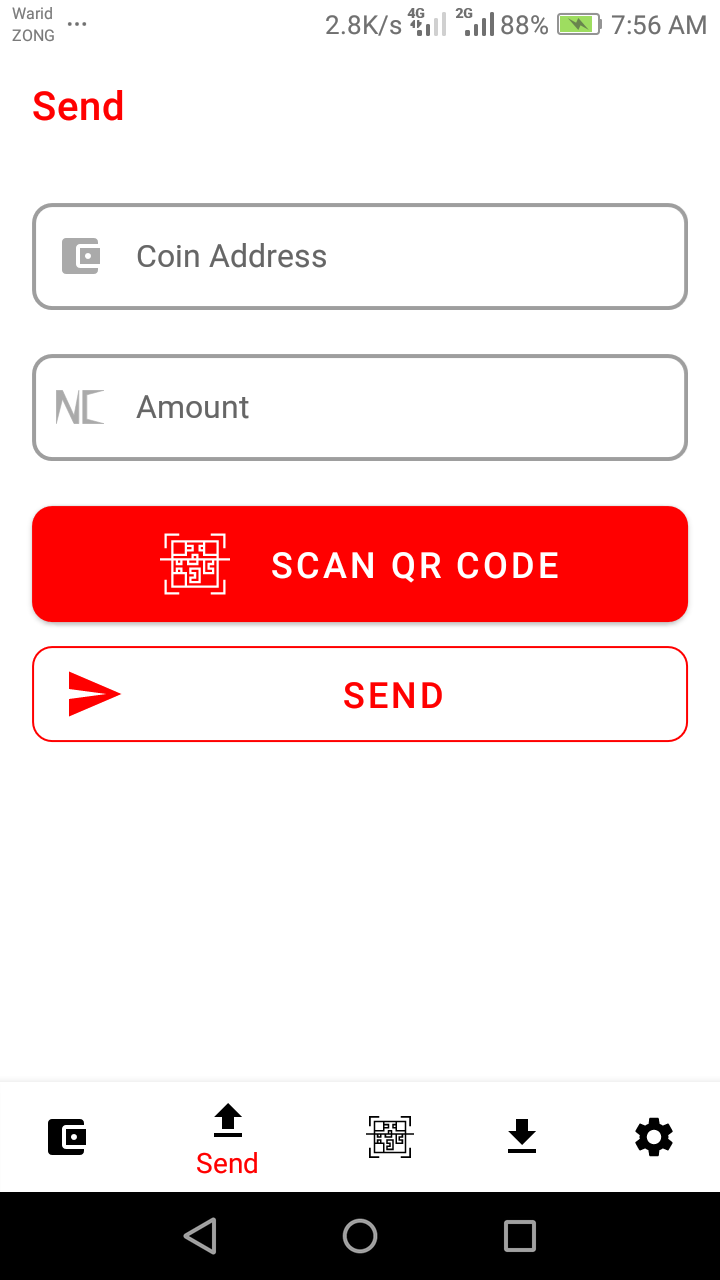 Warid
ZONG
2.8K/s 4G 2G 88% 7:56 AM
Send
Coin Address
NC Amount
SCAN QR CODE
SEND
Send